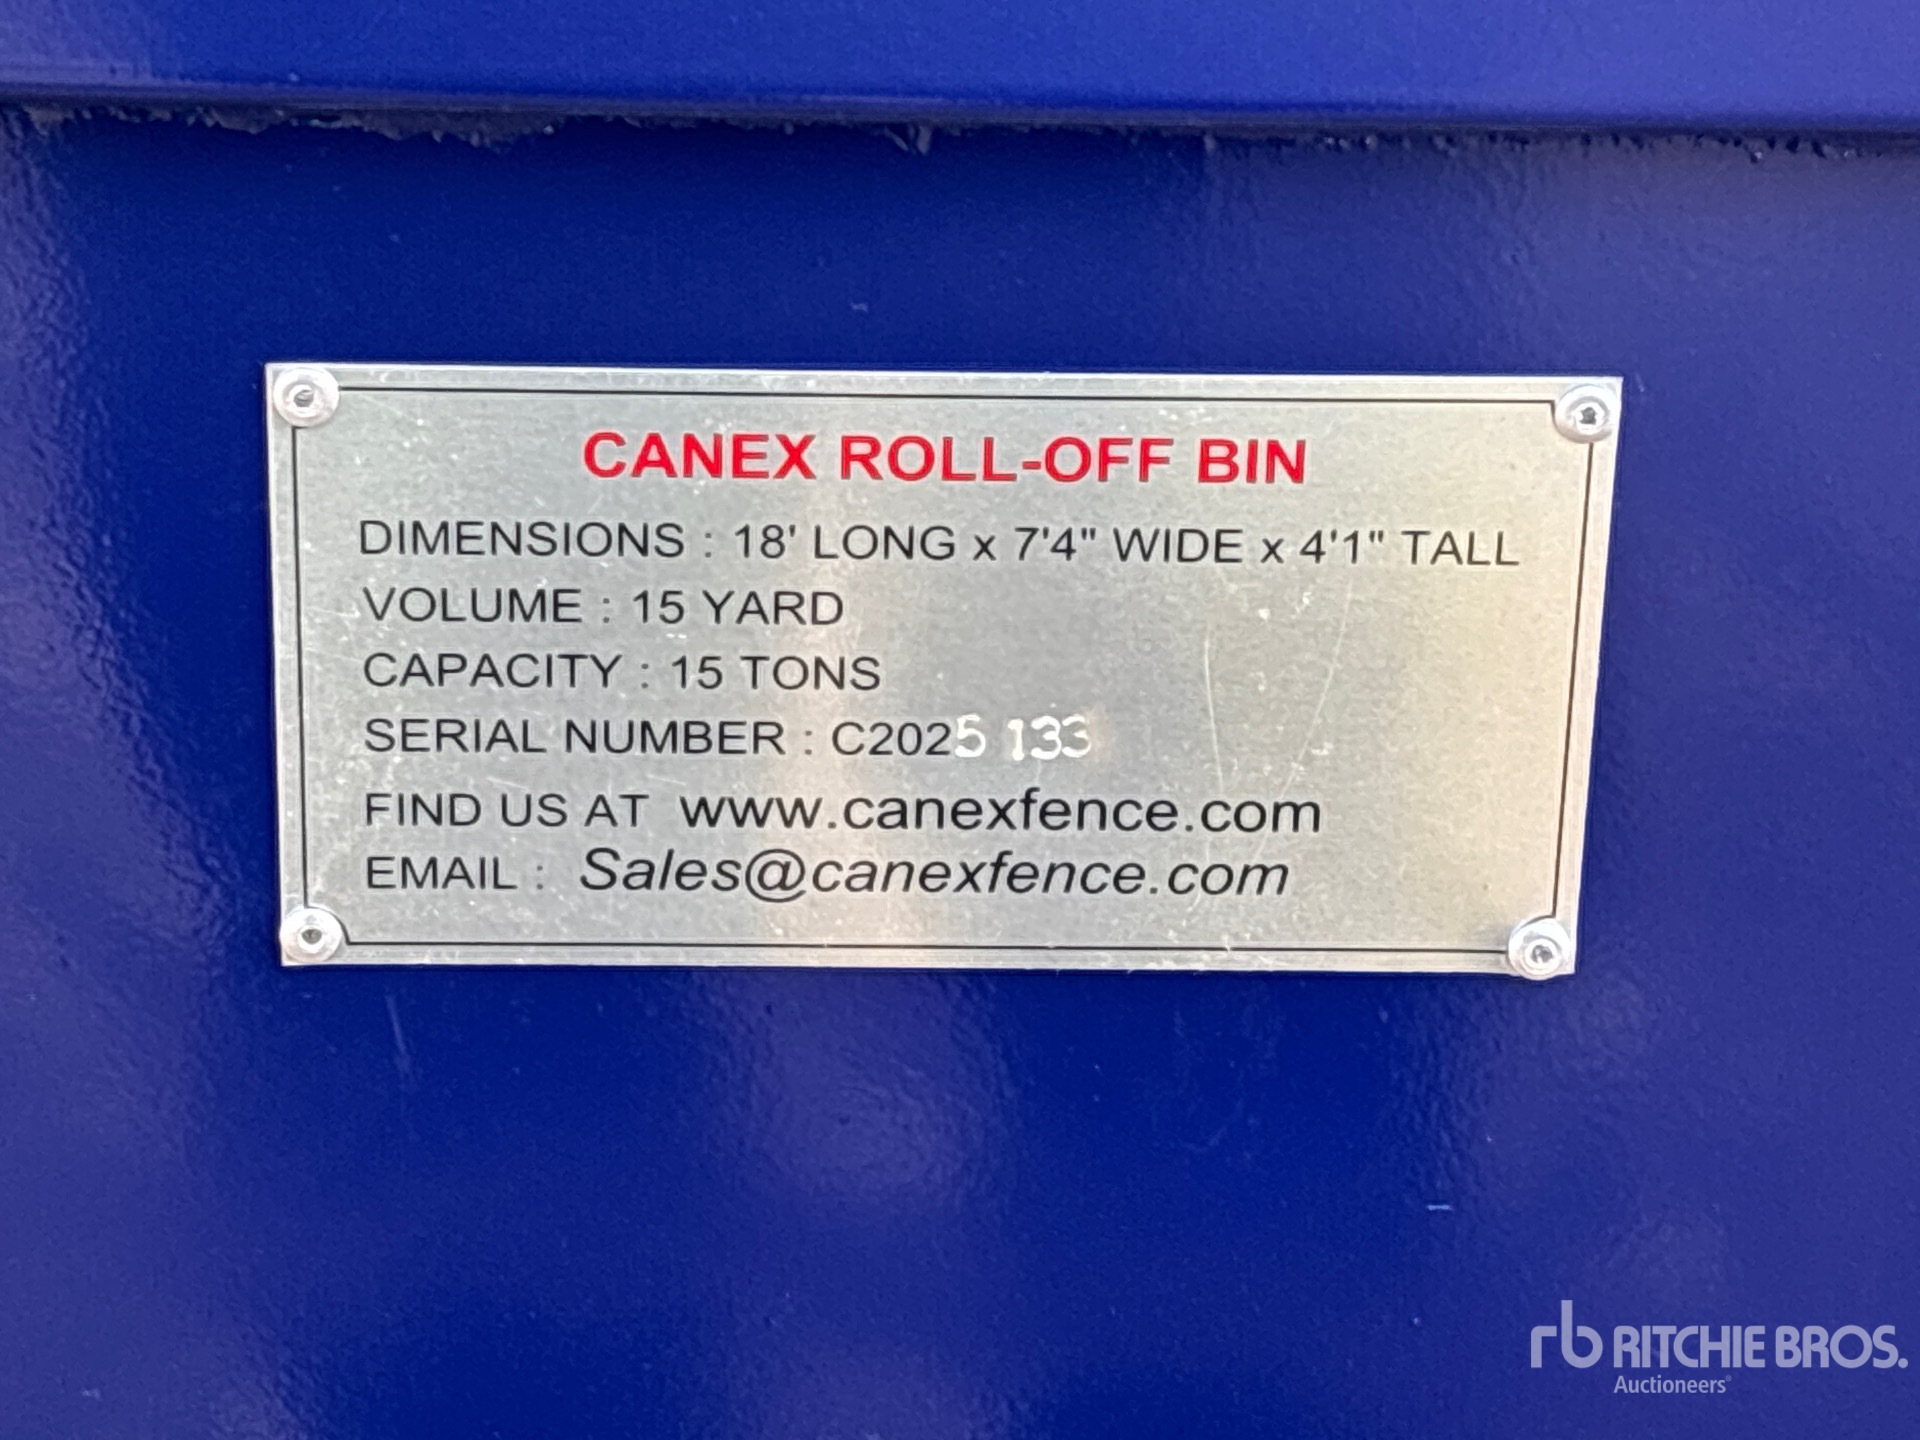 CANEX ROLL-OFF BIN
DIMENSIONS : 18' LONG x 7'4" WIDE x 4'1" TALL
VOLUME : 15 YARD
CAPACITY : 15 TONS
SERIAL NUMBER : C2025 133
FIND US AT www.canexfence.com
EMAIL : Sales@canexfence.com
rb RITCHIE BROS.
Auctioneers